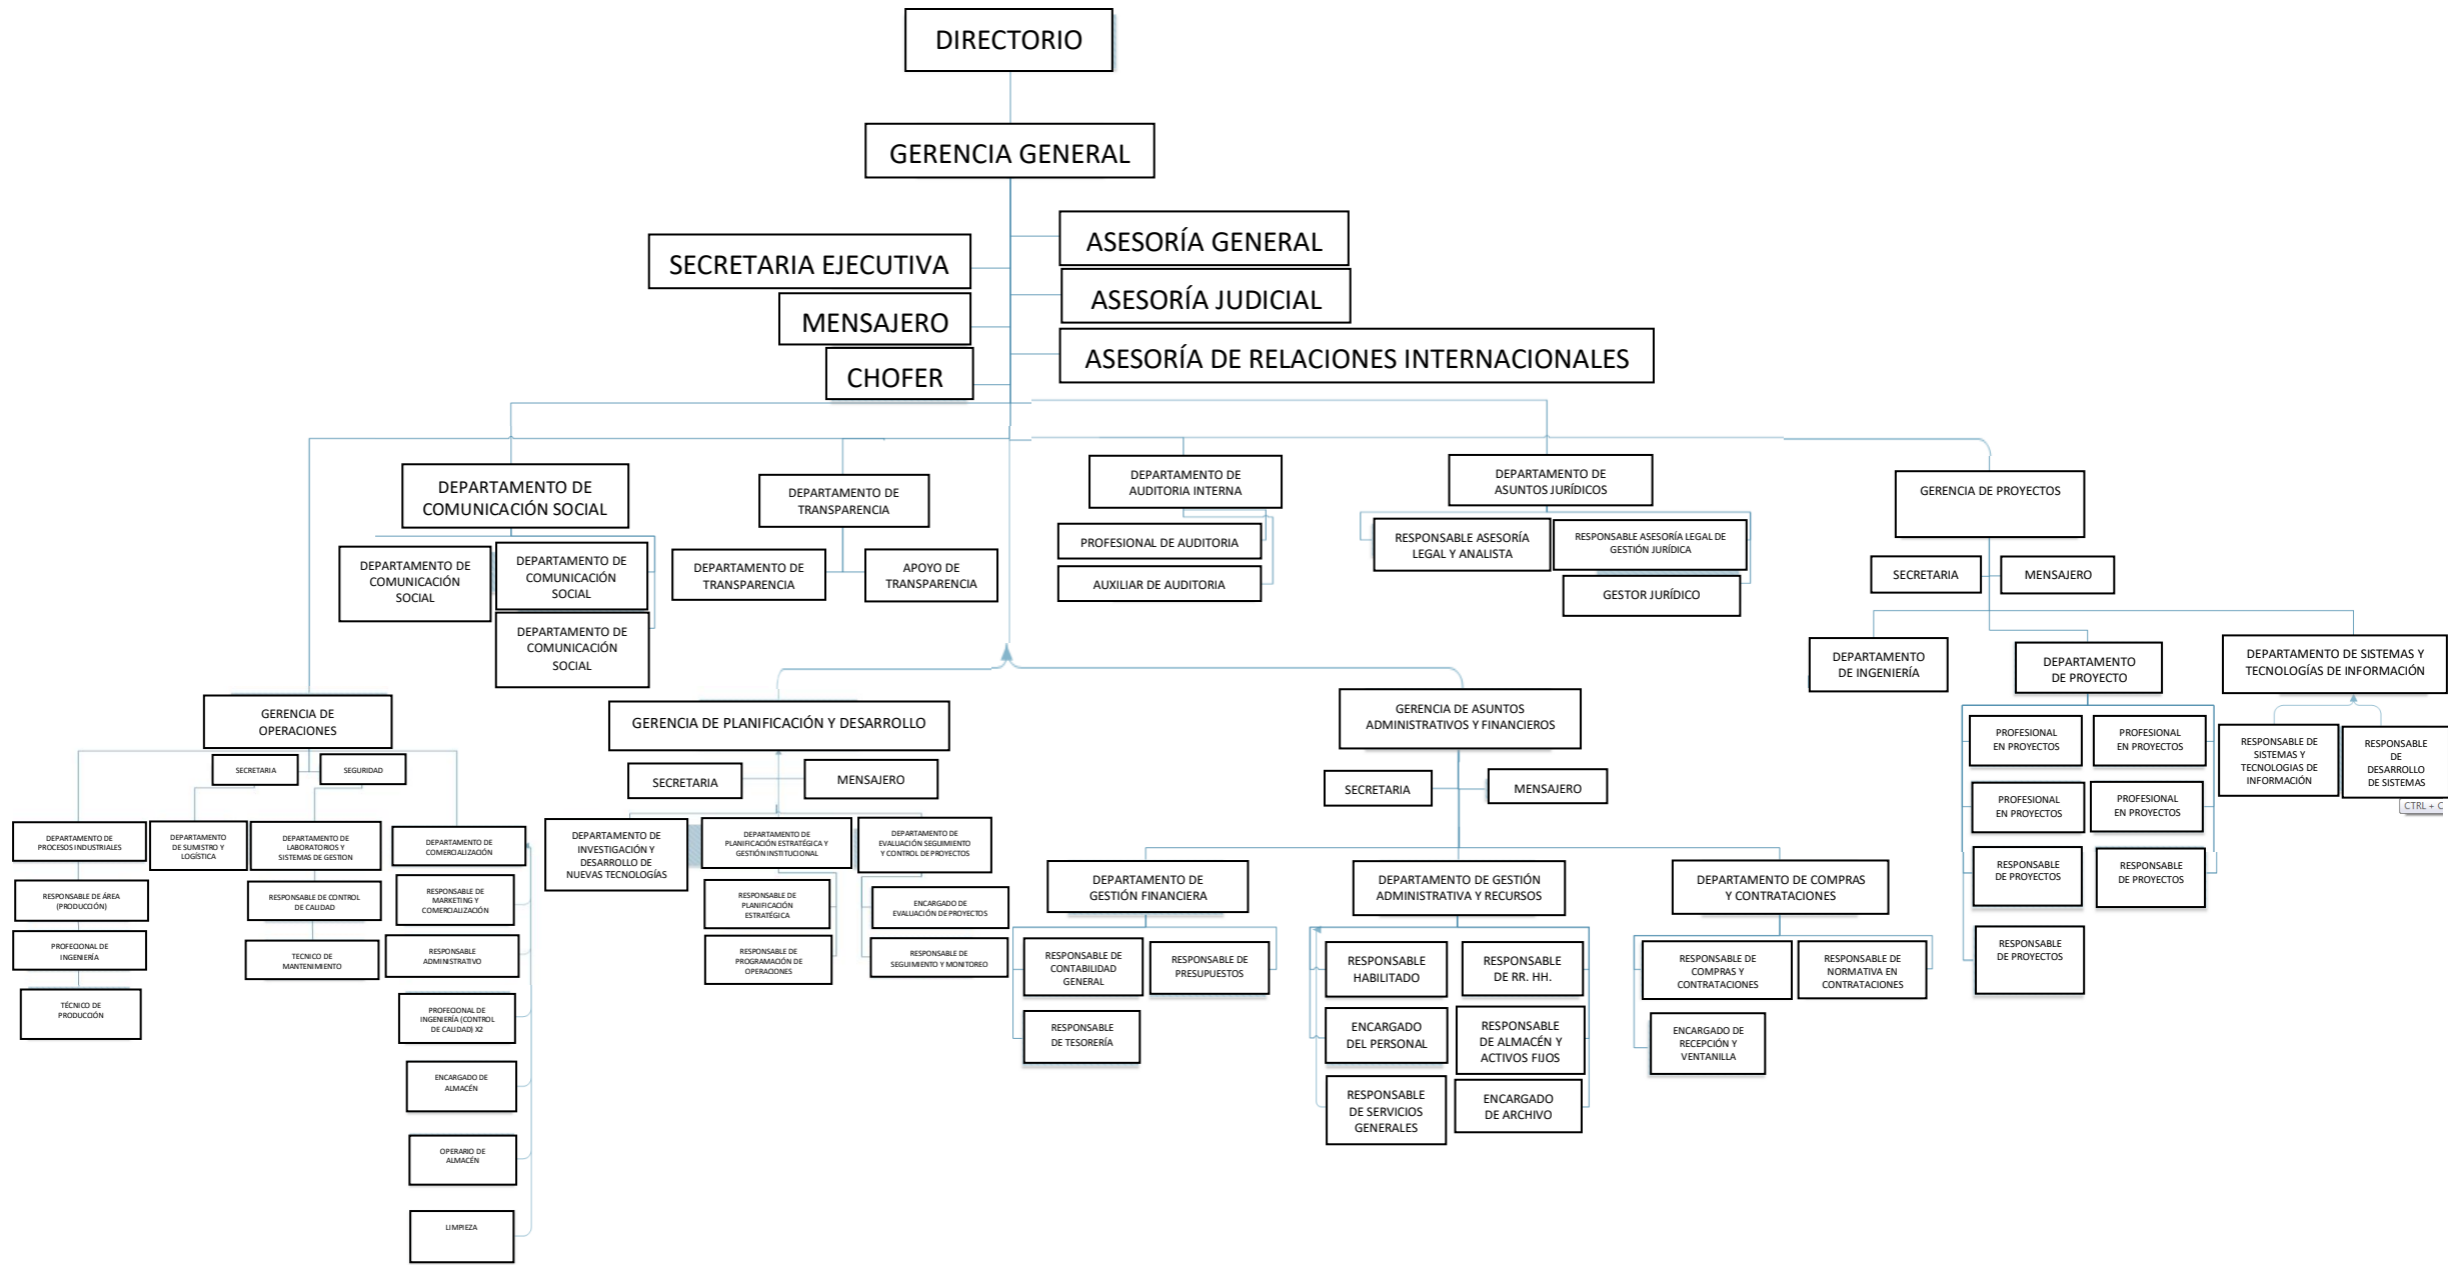 DIRECTORIO
GERENCIA GENERAL
SECRETARIA EJECUTIVA
MENSAJERO
CHOFER
ASESORÍA GENERAL
ASESORÍA JUDICIAL
ASESORÍA DE RELACIONES INTERNACIONALES
DEPARTAMENTO DE
COMUNICACIÓN SOCIAL
DEPARTAMENTO DE
COMUNICACIÓN
SOCIAL
DEPARTAMENTO DE
COMUNICACIÓN
SOCIAL
DEPARTAMENTO DE
COMUNICACIÓN
SOCIAL
DEPARTAMENTO DE
TRANSPARENCIA
DEPARTAMENTO DE
TRANSPARENCIA
APOYO DE
TRANSPARENCIA
DEPARTAMENTO DE
AUDITORIA INTERNA
PROFESIONAL DE AUDITORIA
AUXILIAR DE AUDITORIA
DEPARTAMENTO DE
ASUNTOS JURÍDICOS
RESPONSABLE ASESORÍA
LEGAL Y ANALISTA
RESPONSABLE ASESORÍA LEGAL DE
GESTIÓN JURÍDICA
GESTOR JURÍDICO
GERENCIA DE PROYECTOS
SECRETARIA
MENSAJERO
DEPARTAMENTO
DE INGENIERÍA
DEPARTAMENTO
DE PROYECTO
DEPARTAMENTO DE SISTEMAS Y
TECNOLOGÍAS DE INFORMACIÓN
PROFESIONAL
EN PROYECTOS
PROFESIONAL
EN PROYECTOS
PROFESIONAL
EN PROYECTOS
PROFESIONAL
EN PROYECTOS
RESPONSABLE
DE PROYECTOS
RESPONSABLE
DE PROYECTOS
RESPONSABLE
DE PROYECTOS
RESPONSABLE DE
SISTEMAS Y
TECNOLOGIAS DE
INFORMACIÓN
RESPONSABLE
DE
DESARROLLO
DE SISTEMAS
CTRL + C
GERENCIA DE
OPERACIONES
SECRETARIA
SEGURIDAD
DEPARTAMENTO DE
PROCESOS INDUSTRIALES
RESPONSABLE DE ÁREA
(PRODUCCIÓN)
PROFECIONAL DE
INGENIERÍA
TÉCNICO DE
PRODUCCIÓN
DEPARTAMENTO
DE SUMISTRO Y
LOGÍSTICA
DEPARTAMENTO DE
LABORATORIOS Y
SISTEMAS DE GESTION
RESPONSABLE DE CONTROL
DE CALIDAD
TECNICO DE
MANTENIMIENTO
DEPARTAMENTO DE
COMERCIALIZACIÓN
RESPONSABLE DE
MARKETING Y
COMERCIALIZACIÓN
RESPONSABLE
ADMINISTRATIVO
PROFECIONAL DE
INGENIERÍA (CONTROL
DE CALIDAD) X2
ENCARGADO DE
ALMACÉN
OPERARIO DE
ALMACÉN
LIMPIEZA
GERENCIA DE PLANIFICACIÓN Y DESARROLLO
SECRETARIA
MENSAJERO
DEPARTAMENTO DE
INVESTIGACIÓN Y
DESARROLLO DE
NUEVAS TECNOLOGÍAS
DEPARTAMENTO DE
PLANIFICACIÓN ESTRATÉGICA Y
GESTIÓN INSTITUCIONAL
RESPONSABLE DE
PLANIFICACIÓN
ESTRATÉGICA
RESPONSABLE DE
PROGRAMACIÓN DE
OPERACIONES
DEPARTAMENTO DE
EVALUACIÓN SEGUIMIENTO
Y CONTROL DE PROYECTOS
ENCARGADO DE
EVALUACIÓN DE PROYECTOS
RESPONSABLE DE
SEGUIMIENTO Y MONITOREO
GERENCIA DE ASUNTOS
ADMINISTRATIVOS Y FINANCIEROS
SECRETARIA
MENSAJERO
DEPARTAMENTO DE
GESTIÓN FINANCIERA
RESPONSABLE DE
CONTABILIDAD
GENERAL
RESPONSABLE DE
PRESUPUESTOS
RESPONSABLE
DE TESORERÍA
DEPARTAMENTO DE GESTIÓN
ADMINISTRATIVA Y RECURSOS
RESPONSABLE
HABILITADO
RESPONSABLE
DE RR. HH.
ENCARGADO
DEL PERSONAL
RESPONSABLE
DE ALMACÉN Y
ACTIVOS FIJOS
RESPONSABLE
DE SERVICIOS
GENERALES
ENCARGADO
DE ARCHIVO
DEPARTAMENTO DE COMPRAS
Y CONTRATACIONES
RESPONSABLE DE
COMPRAS Y
CONTRATACIONES
RESPONSABLE DE
NORMATIVA EN
CONTRATACIONES
ENCARGADO DE
RECEPCIÓN Y
VENTANILLA